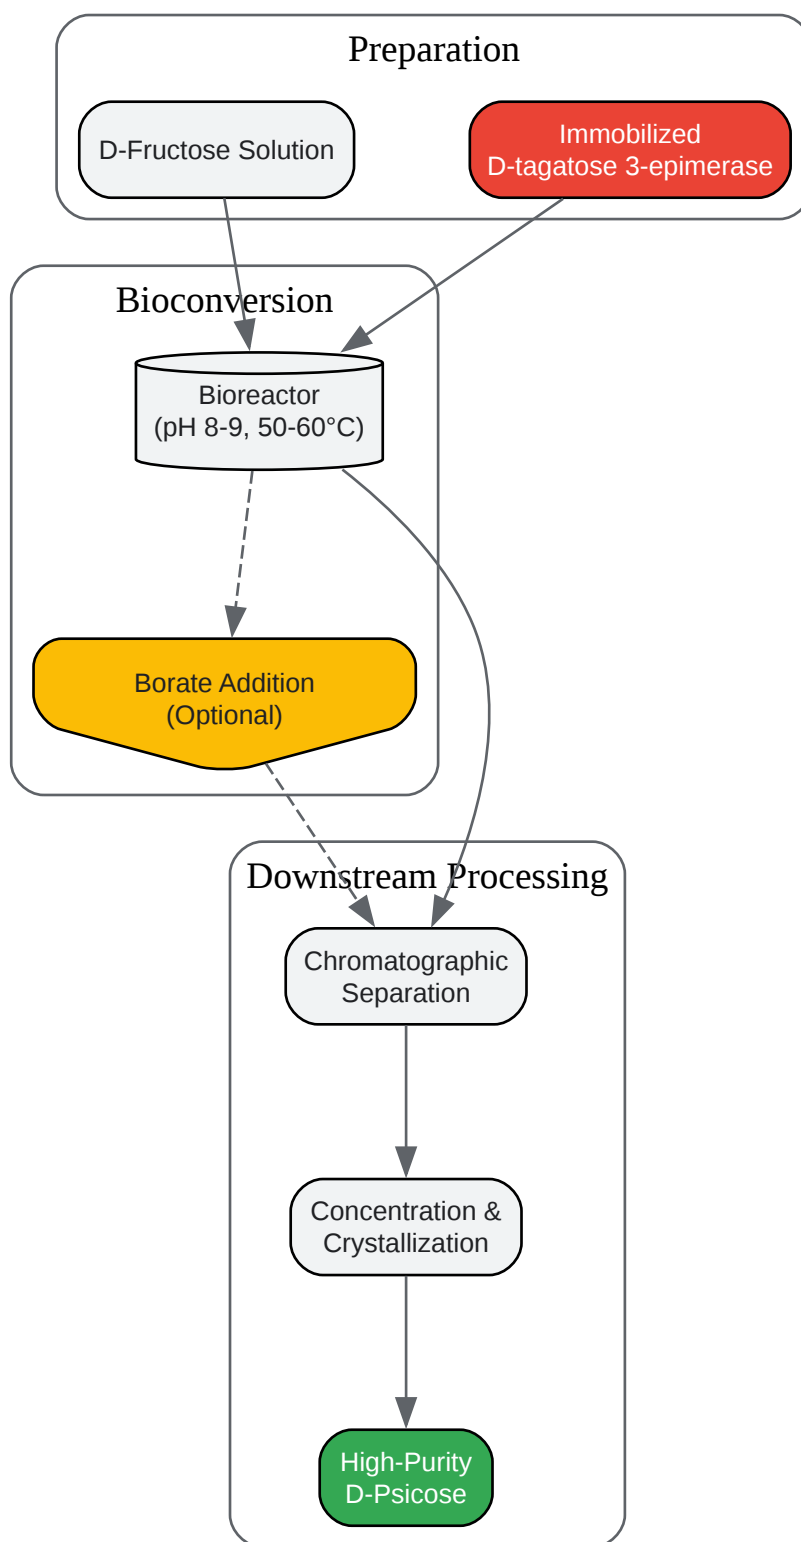 Preparation
D-Fructose Solution
Immobilized
D-tagatose 3-epimerase
Bioconversion
Bioreactor
(pH 8-9, 50-60°C)
Borate Addition
(Optional)
Downstream Processing
Chromatographic
Separation
Concentration &
Crystallization
High-Purity
D-Psicose